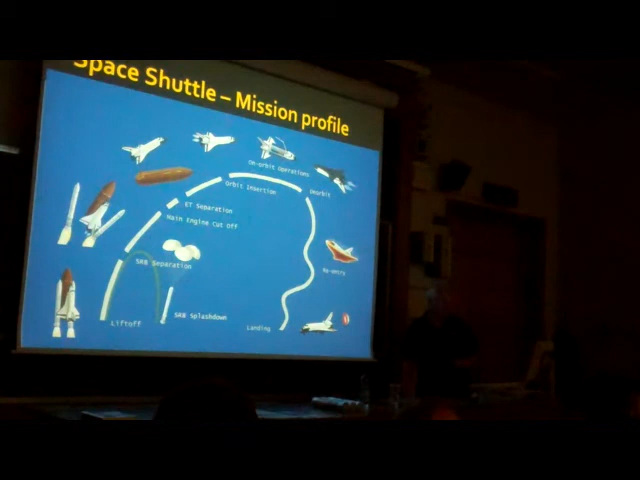 Space Shuttle – Mission profile
On-orbit Operations
Orbit Insertion
Deorbit
ET Separation
Main Engine Cut Off
SRB Separation
Re-entry
SRB Splashdown
Liftoff
Landing